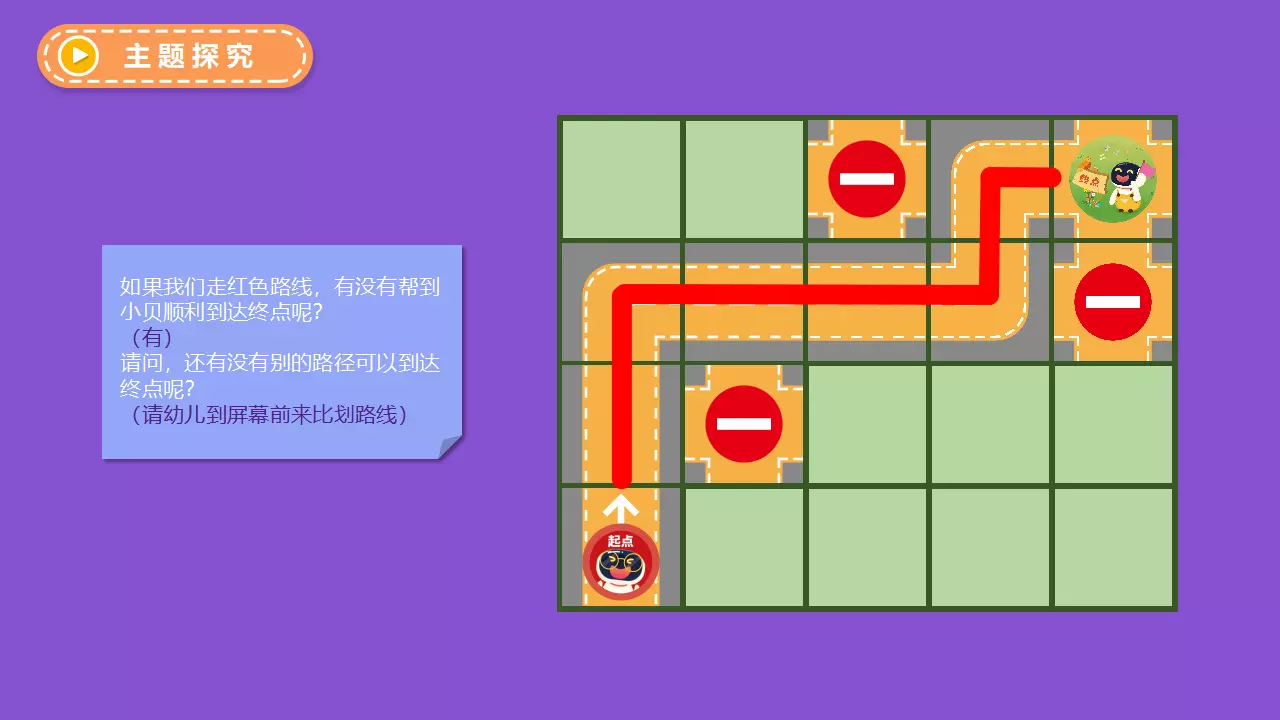 主题探究
如果我们走红色路线，有没有帮到
小贝顺利到达终点呢？
（有）
请问，还有没有别的路径可以到达
终点呢？
（请幼儿到屏幕前来比划路线）
终点
起点